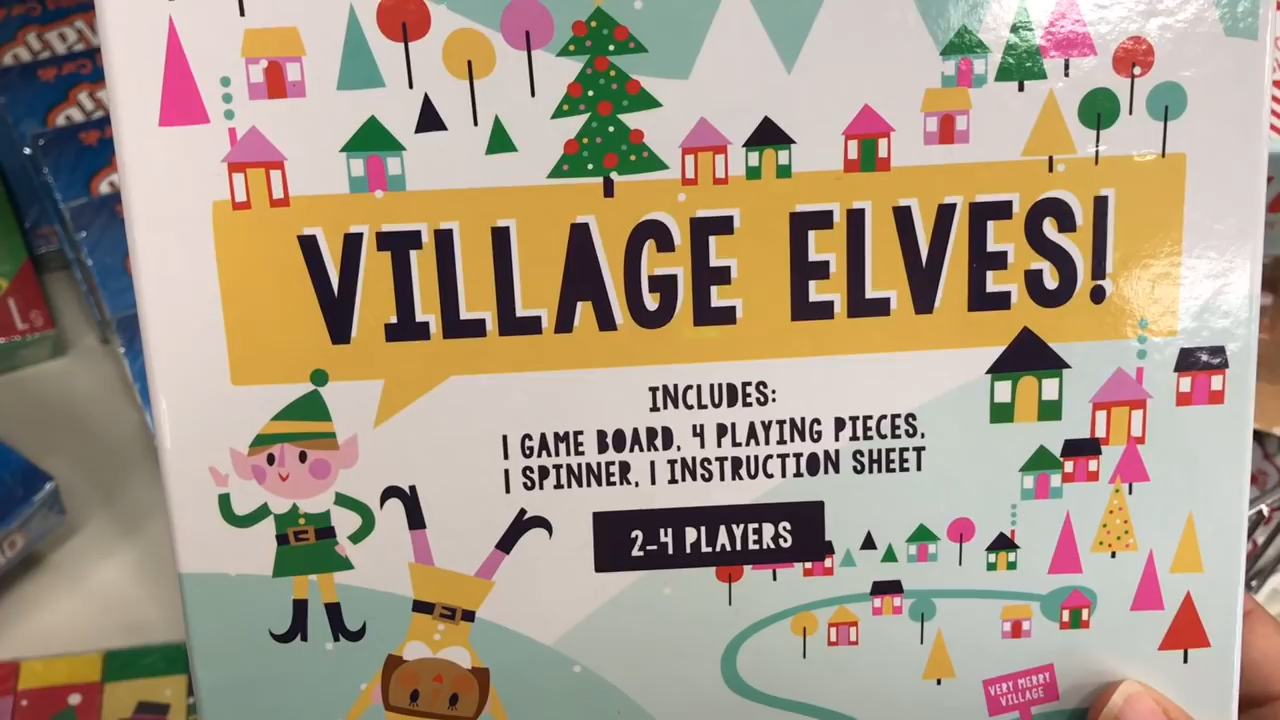 VILLAGE ELVES!
INCLUDES:
1 GAME BOARD, 4 PLAYING PIECES,
1 SPINNER, 1 INSTRUCTION SHEET
2-4 PLAYERS
VERY MERRY
VILLAGE